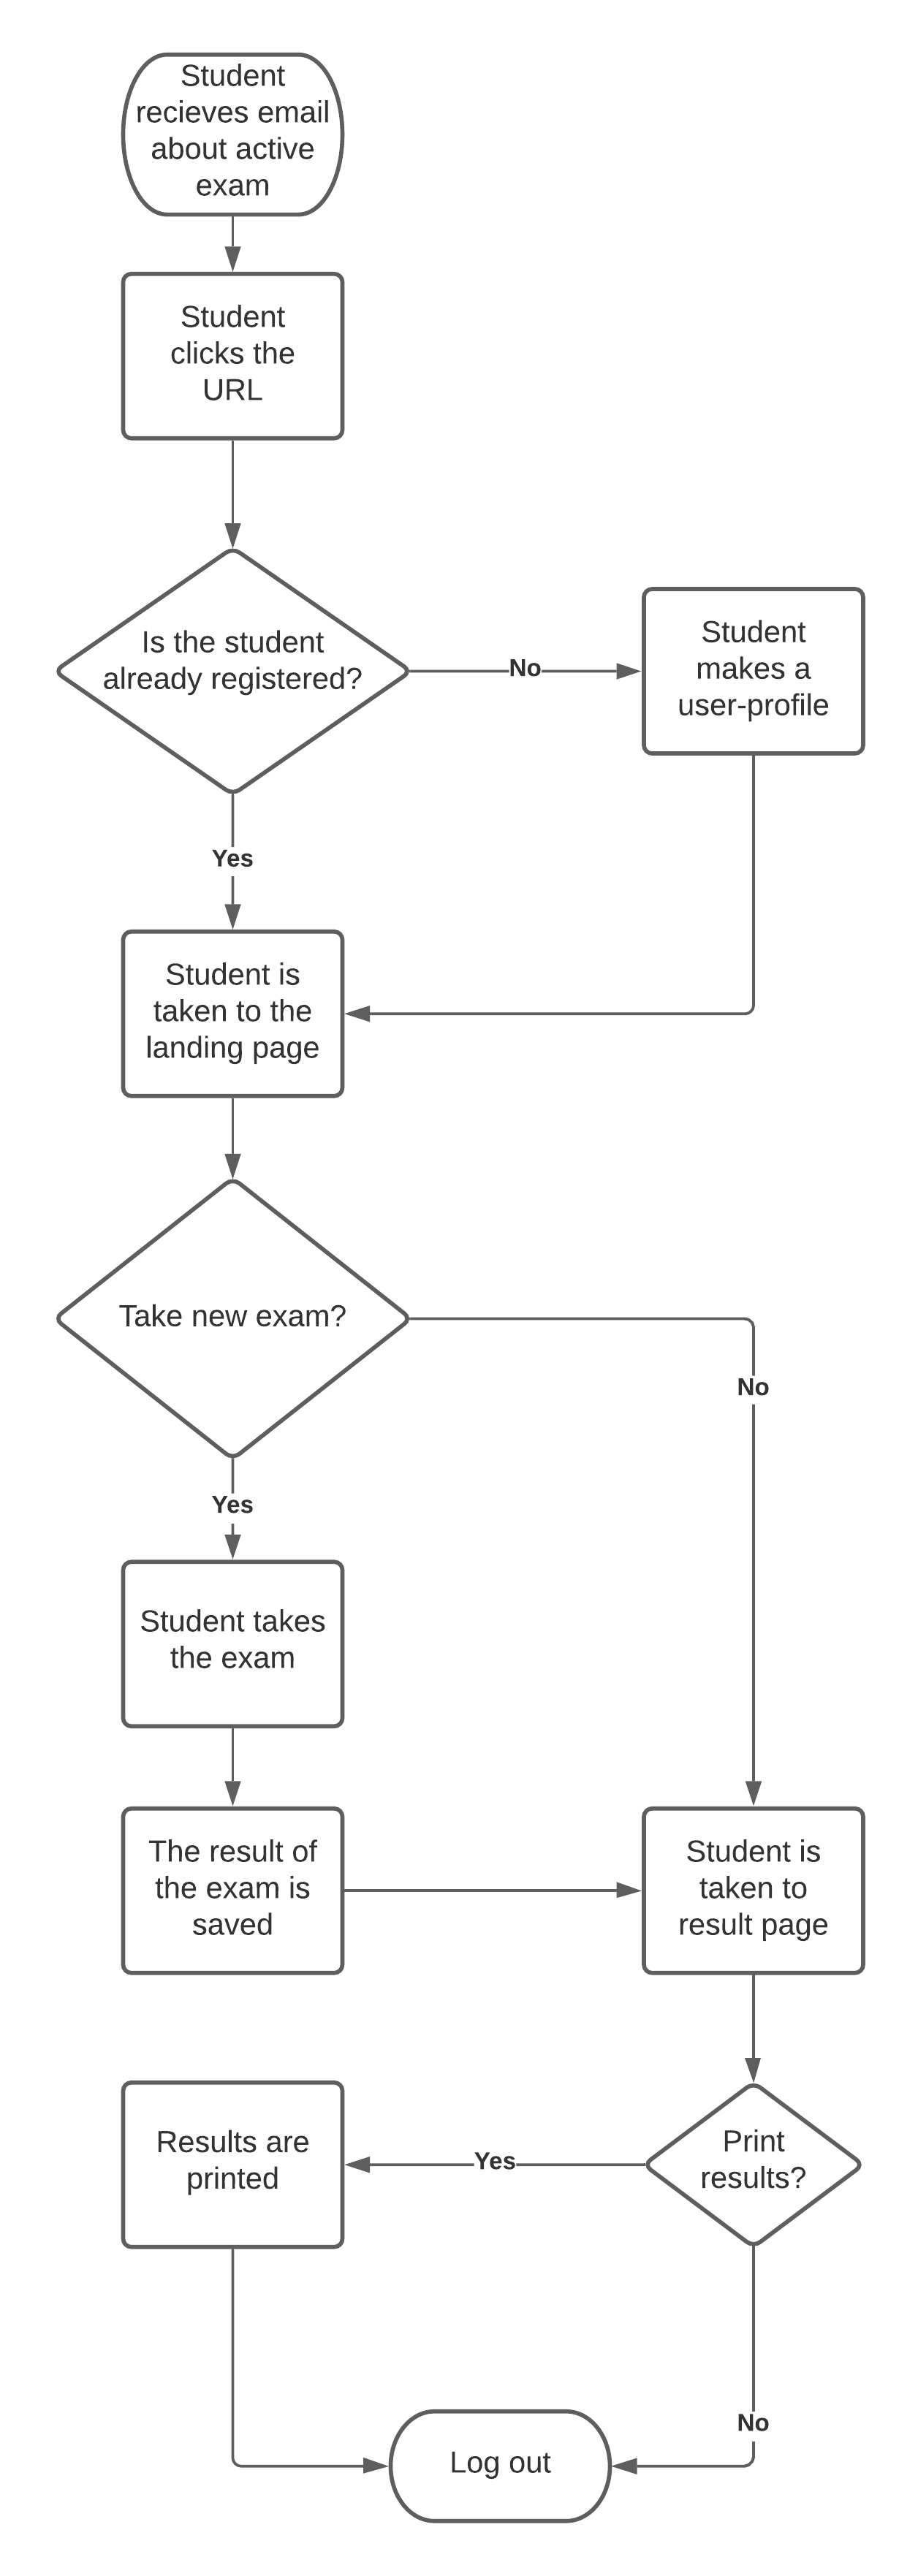 Student
recieves email
about active
exam
Student
clicks the
URL
Is the student
already registered?
No
Student
makes a
user-profile
Yes
Student is
taken to the
landing page
Take new exam?
No
Yes
Student takes
the exam
The result of
the exam is
saved
Student is
taken to
result page
Print
results?
Yes
Results are
printed
No
Log out